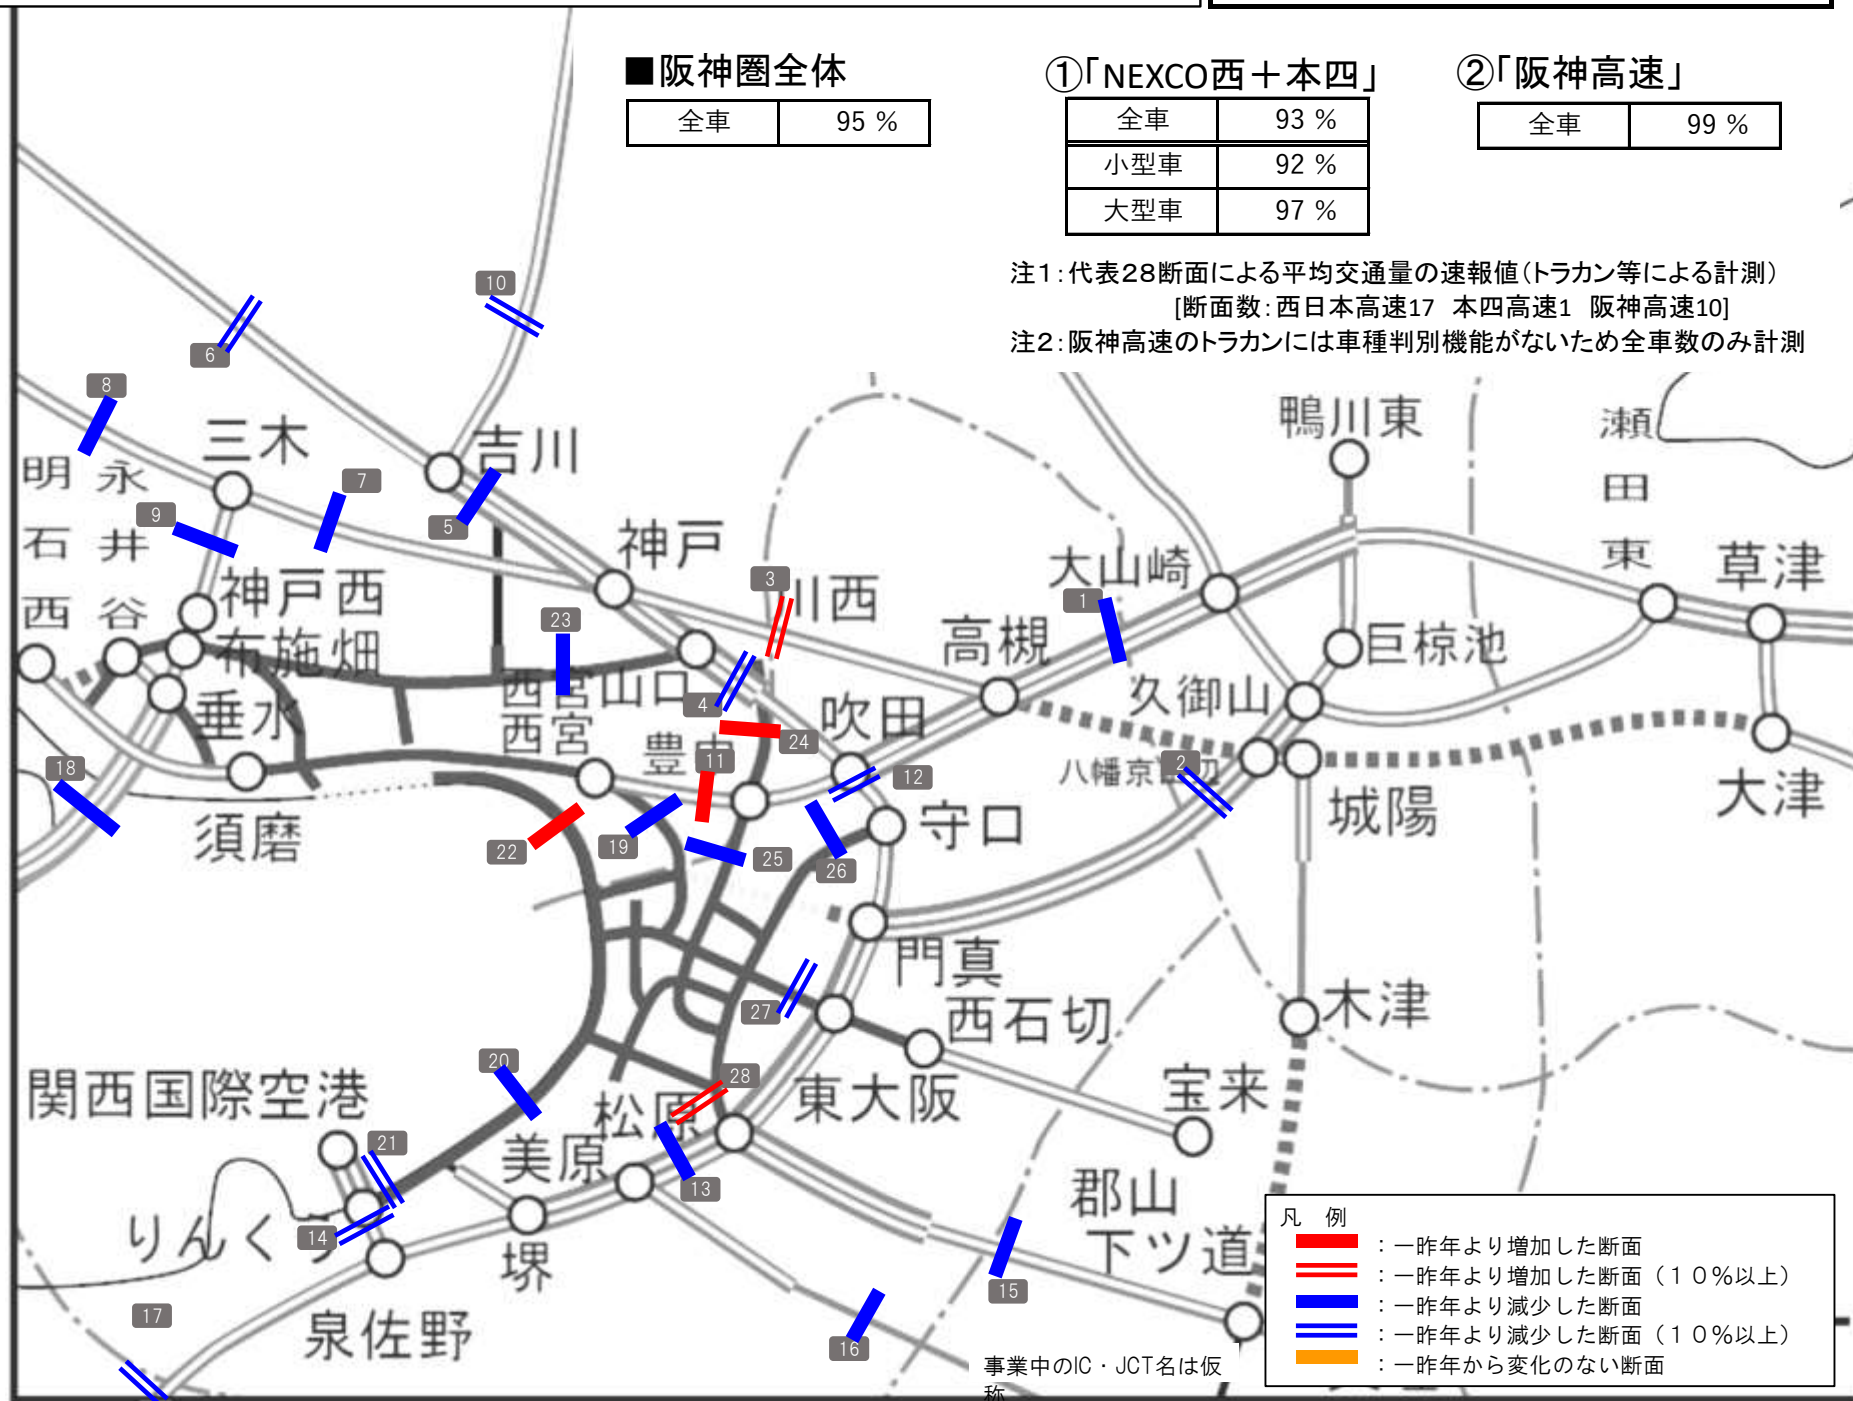 ■阪神圏全体
全車 95 %
①「NEXCO西＋本四」
全車 93 %
小型車 92 %
大型車 97 %
②「阪神高速」
全車 99 %
注１：代表２８断面による平均交通量の速報値（トラカン等による計測）
[断面数：西日本高速17 本四高速1 阪神高速10]
注２：阪神高速のトラカンには車種判別機能がないため全車数のみ計測
10
6
8
三木
吉川
7
5
9
明石西
永井谷
神戸西
布施畑
垂水
須磨
18
神戸
23
西宮山口
西宮
3
川西
4
24
豊中
11
吹田
12
19
22
25
26
守口
高槻
大山崎
1
鴨川東
瀬田東
草津
巨椋池
久御山
八幡京田辺
2
城陽
大津
門真
27
西石切
木津
東大阪
宝来
28
松原
13
20
関西国際空港
21
14
りんくう
美原
堺
泉佐野
17
郡山下ツ道
15
16
事業中のIC・JCT名は仮
称
凡 例
：一昨年より増加した断面
：一昨年より増加した断面（１０％以上）
：一昨年より減少した断面
：一昨年より減少した断面（１０％以上）
：一昨年から変化のない断面